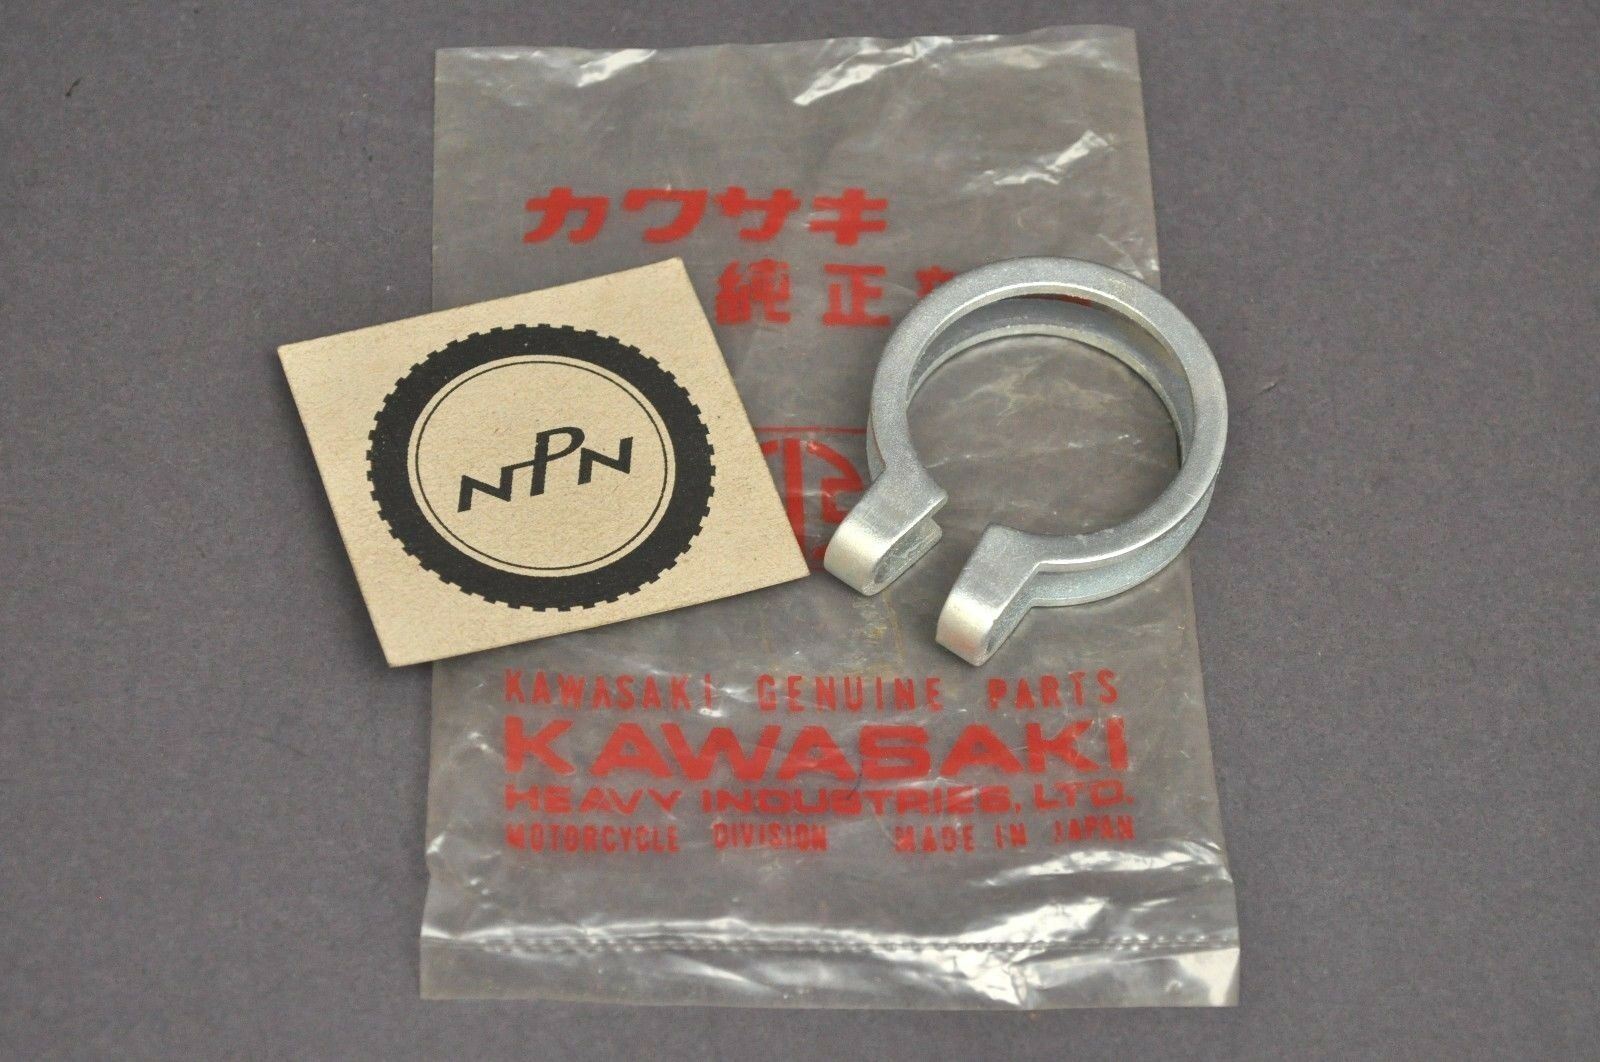 カワサキ
純正
NPN
KAWASAKI GENUINE PARTS
KAWASAKI
HEAVY INDUSTRIES, LTD.
MOTORCYCLE DIVISION MADE IN JAPAN